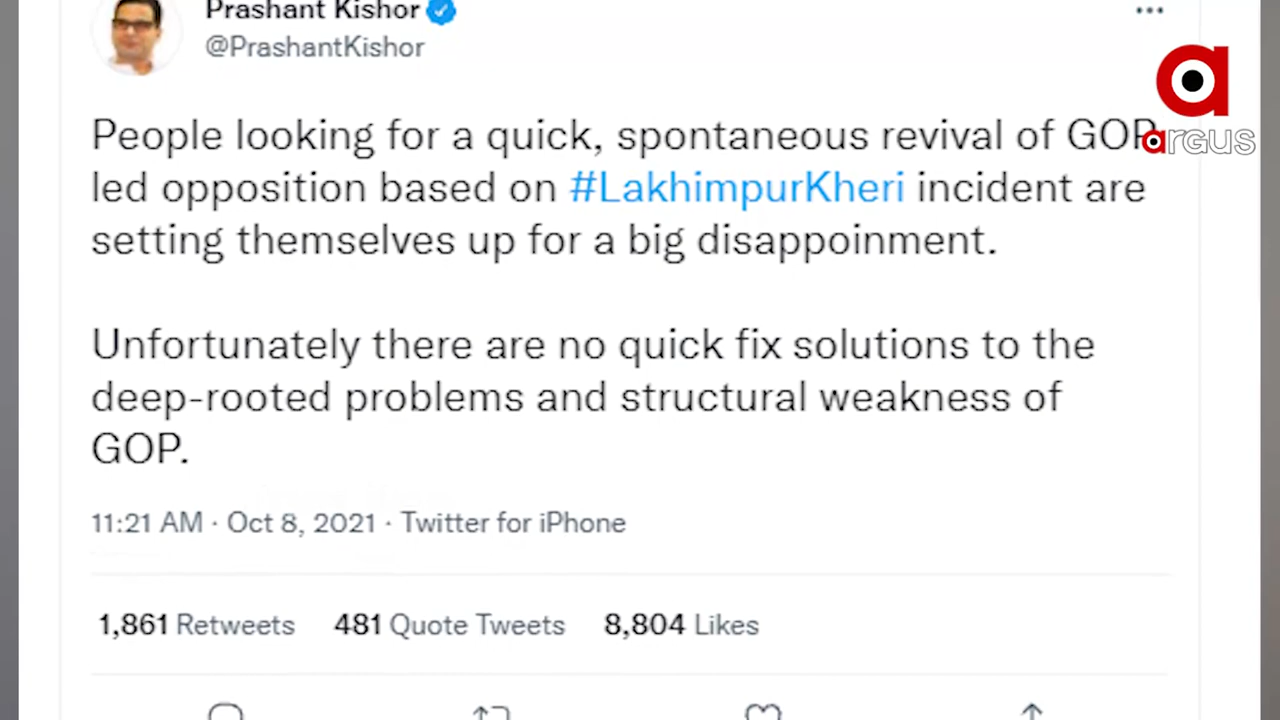 Prashant Kishor
@PrashantKishor
argus
People looking for a quick, spontaneous revival of GOP
led opposition based on #LakhimpurKheri incident are
setting themselves up for a big disappoinment.
Unfortunately there are no quick fix solutions to the
deep-rooted problems and structural weakness of
GOP.
11:21 AM · Oct 8, 2021 · Twitter for iPhone
1,861 Retweets 481 Quote Tweets 8,804 Likes